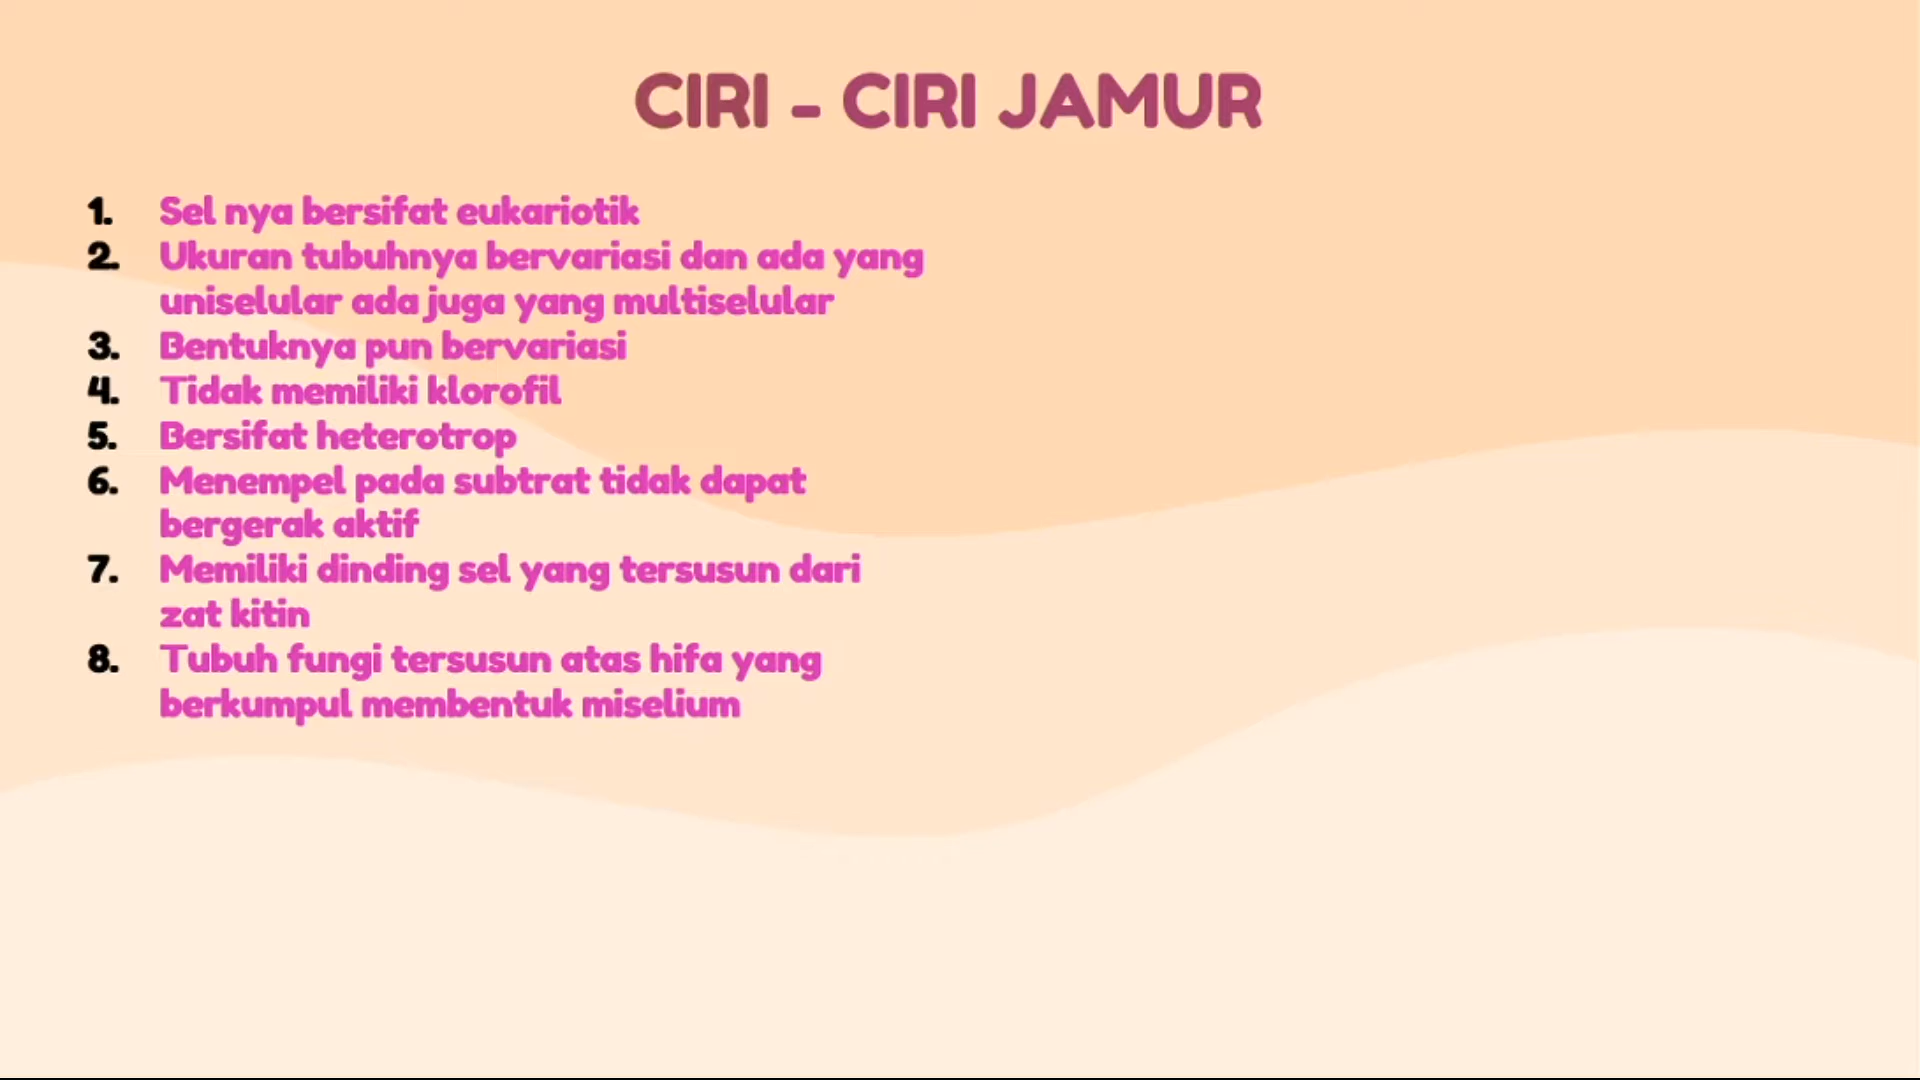 CIRI - CIRI JAMUR
1. Sel nya bersifat eukariotik
2. Ukuran tubuhnya bervariasi dan ada yang
uniselular ada juga yang multiselular
3. Bentuknya pun bervariasi
4. Tidak memiliki klorofil
5. Bersifat heterotrop
6. Menempel pada subtrat tidak dapat
bergerak aktif
7. Memiliki dinding sel yang tersusun dari
zat kitin
8. Tubuh fungi tersusun atas hifa yang
berkumpul membentuk miselium